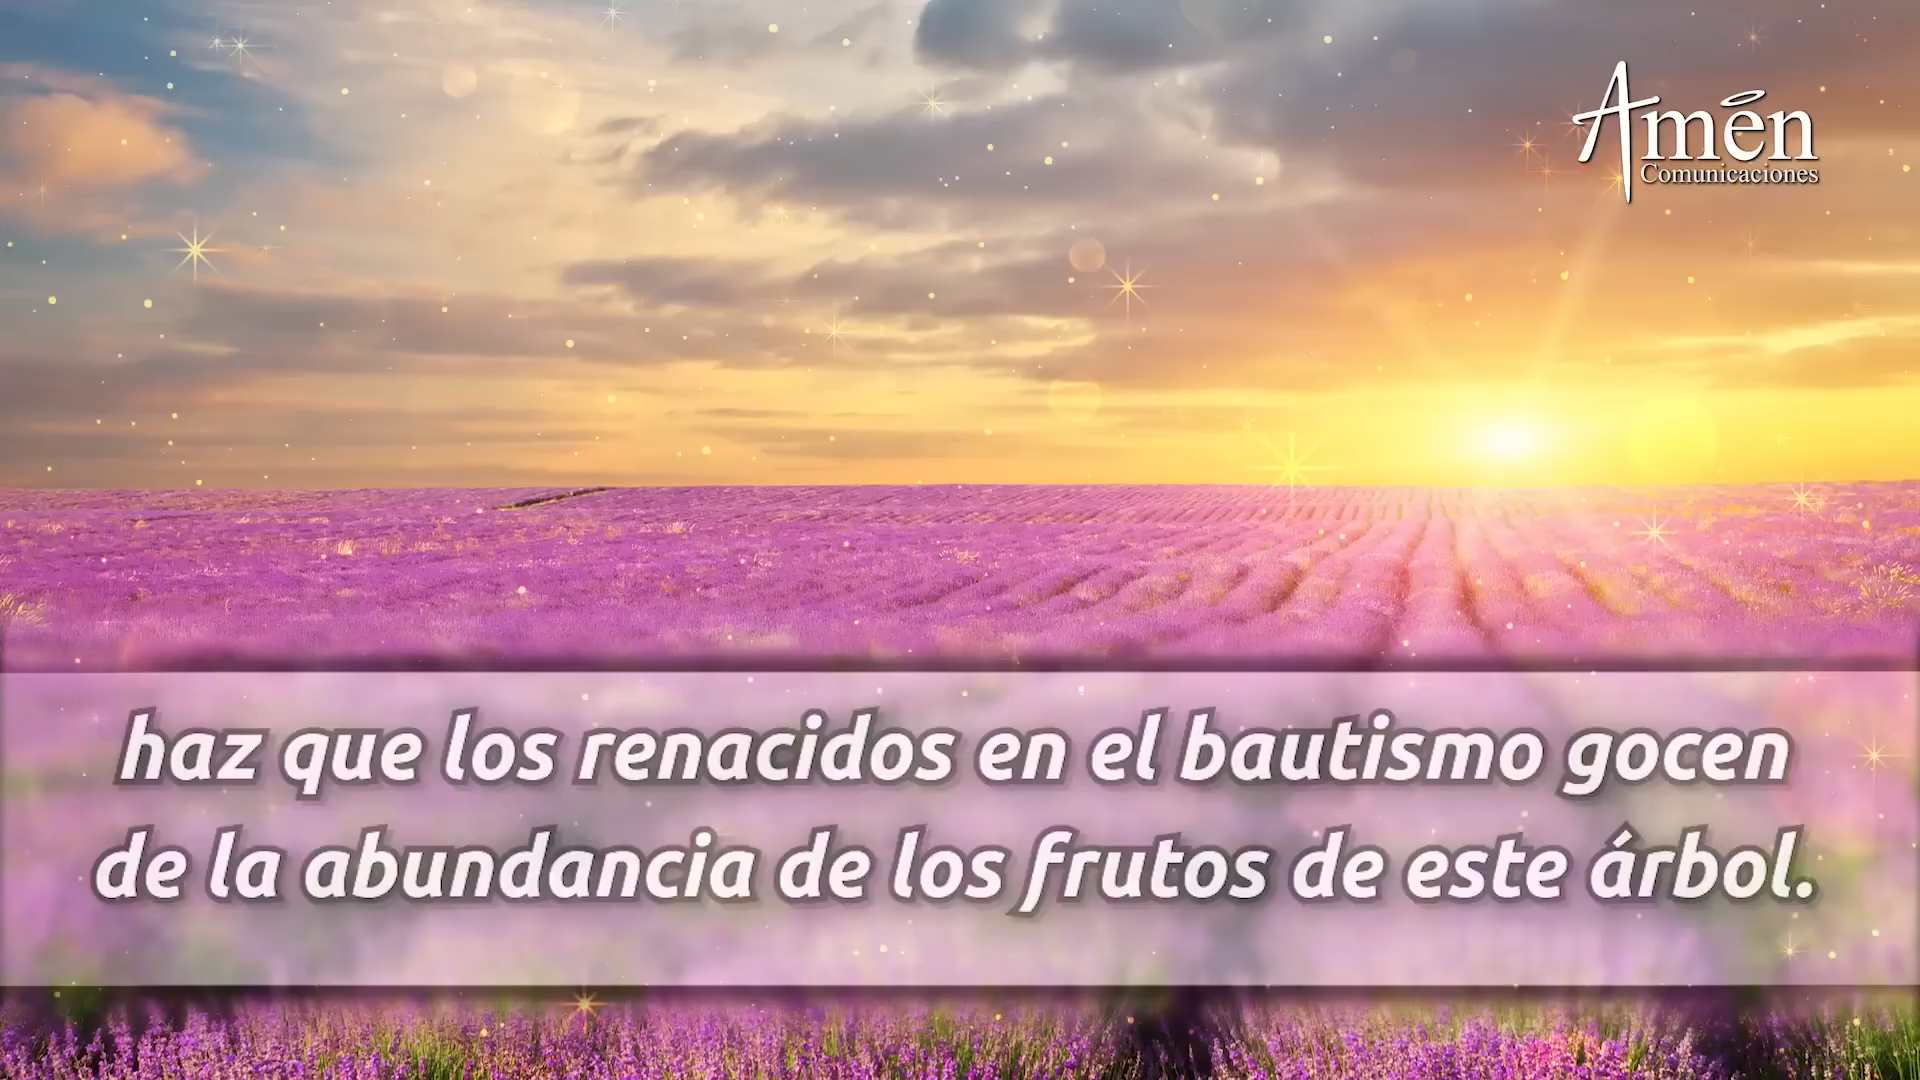 Amén
Comunicaciones
haz que los renacidos en el bautismo gocen
de la abundancia de los frutos de este árbol.